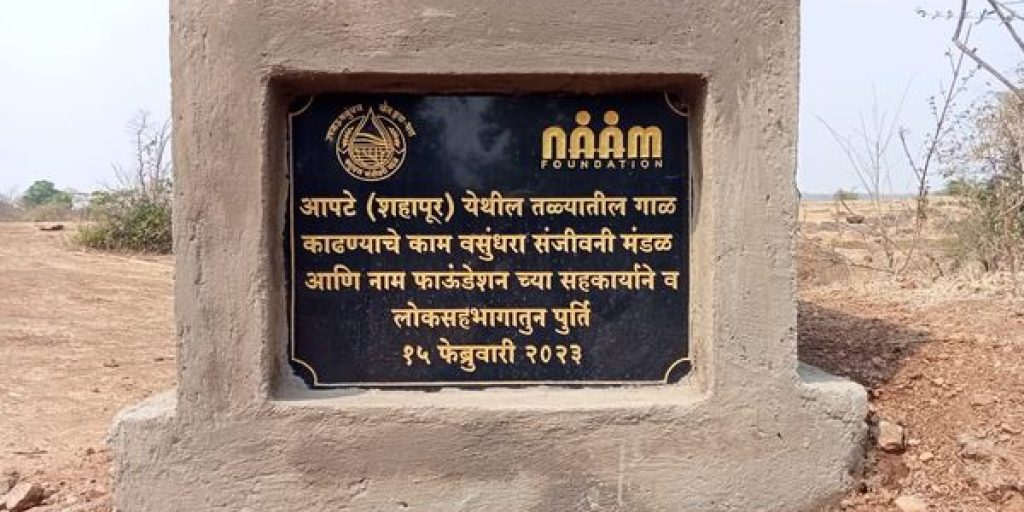 NAAM
FOUNDATION
आपटे (शहापूर) येथील तळ्यातील गाळ
काढण्याचे काम वसुंधरा संजीवनी मंडळ
आणि नाम फाऊंडेशन च्या सहकार्याने व
लोकसहभागातुन पुर्ति
१५ फेब्रुवारी २०२३